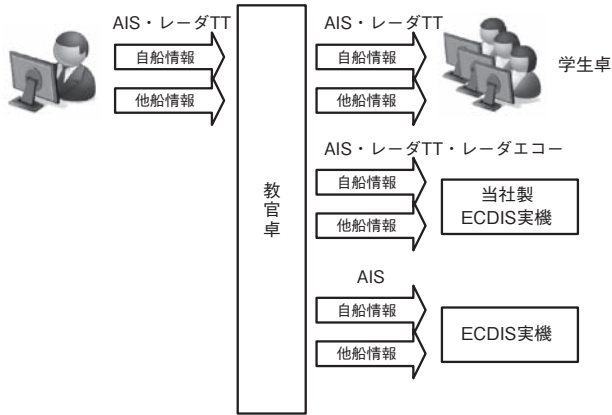 AIS・レーダTT
自船情報
他船情報
教官卓
AIS・レーダTT
自船情報
他船情報
学生卓
AIS・レーダTT・レーダエコー
自船情報
他船情報
当社製
ECDIS実機
AIS
自船情報
他船情報
ECDIS実機